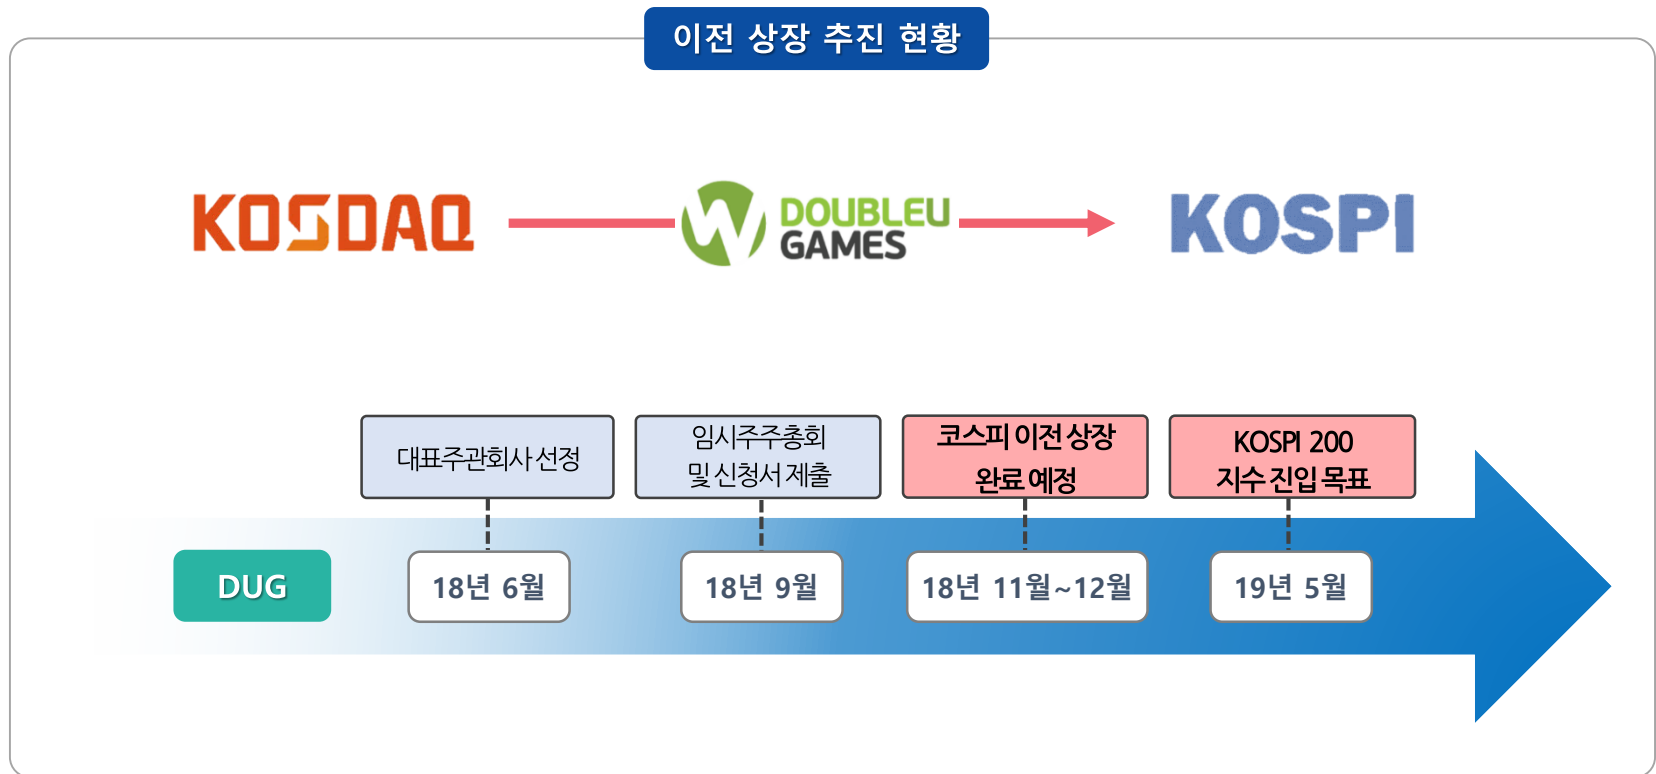 이전 상장 추진 현황
KOSDAQ
DOUBLEU
GAMES
KOSPI
대표주관회사 선정
임시주주총회
및 신청서 제출
코스피 이전 상장
완료 예정
KOSPI 200
지수 진입 목표
DUG
18년 6월
18년 9월
18년 11월~12월
19년 5월